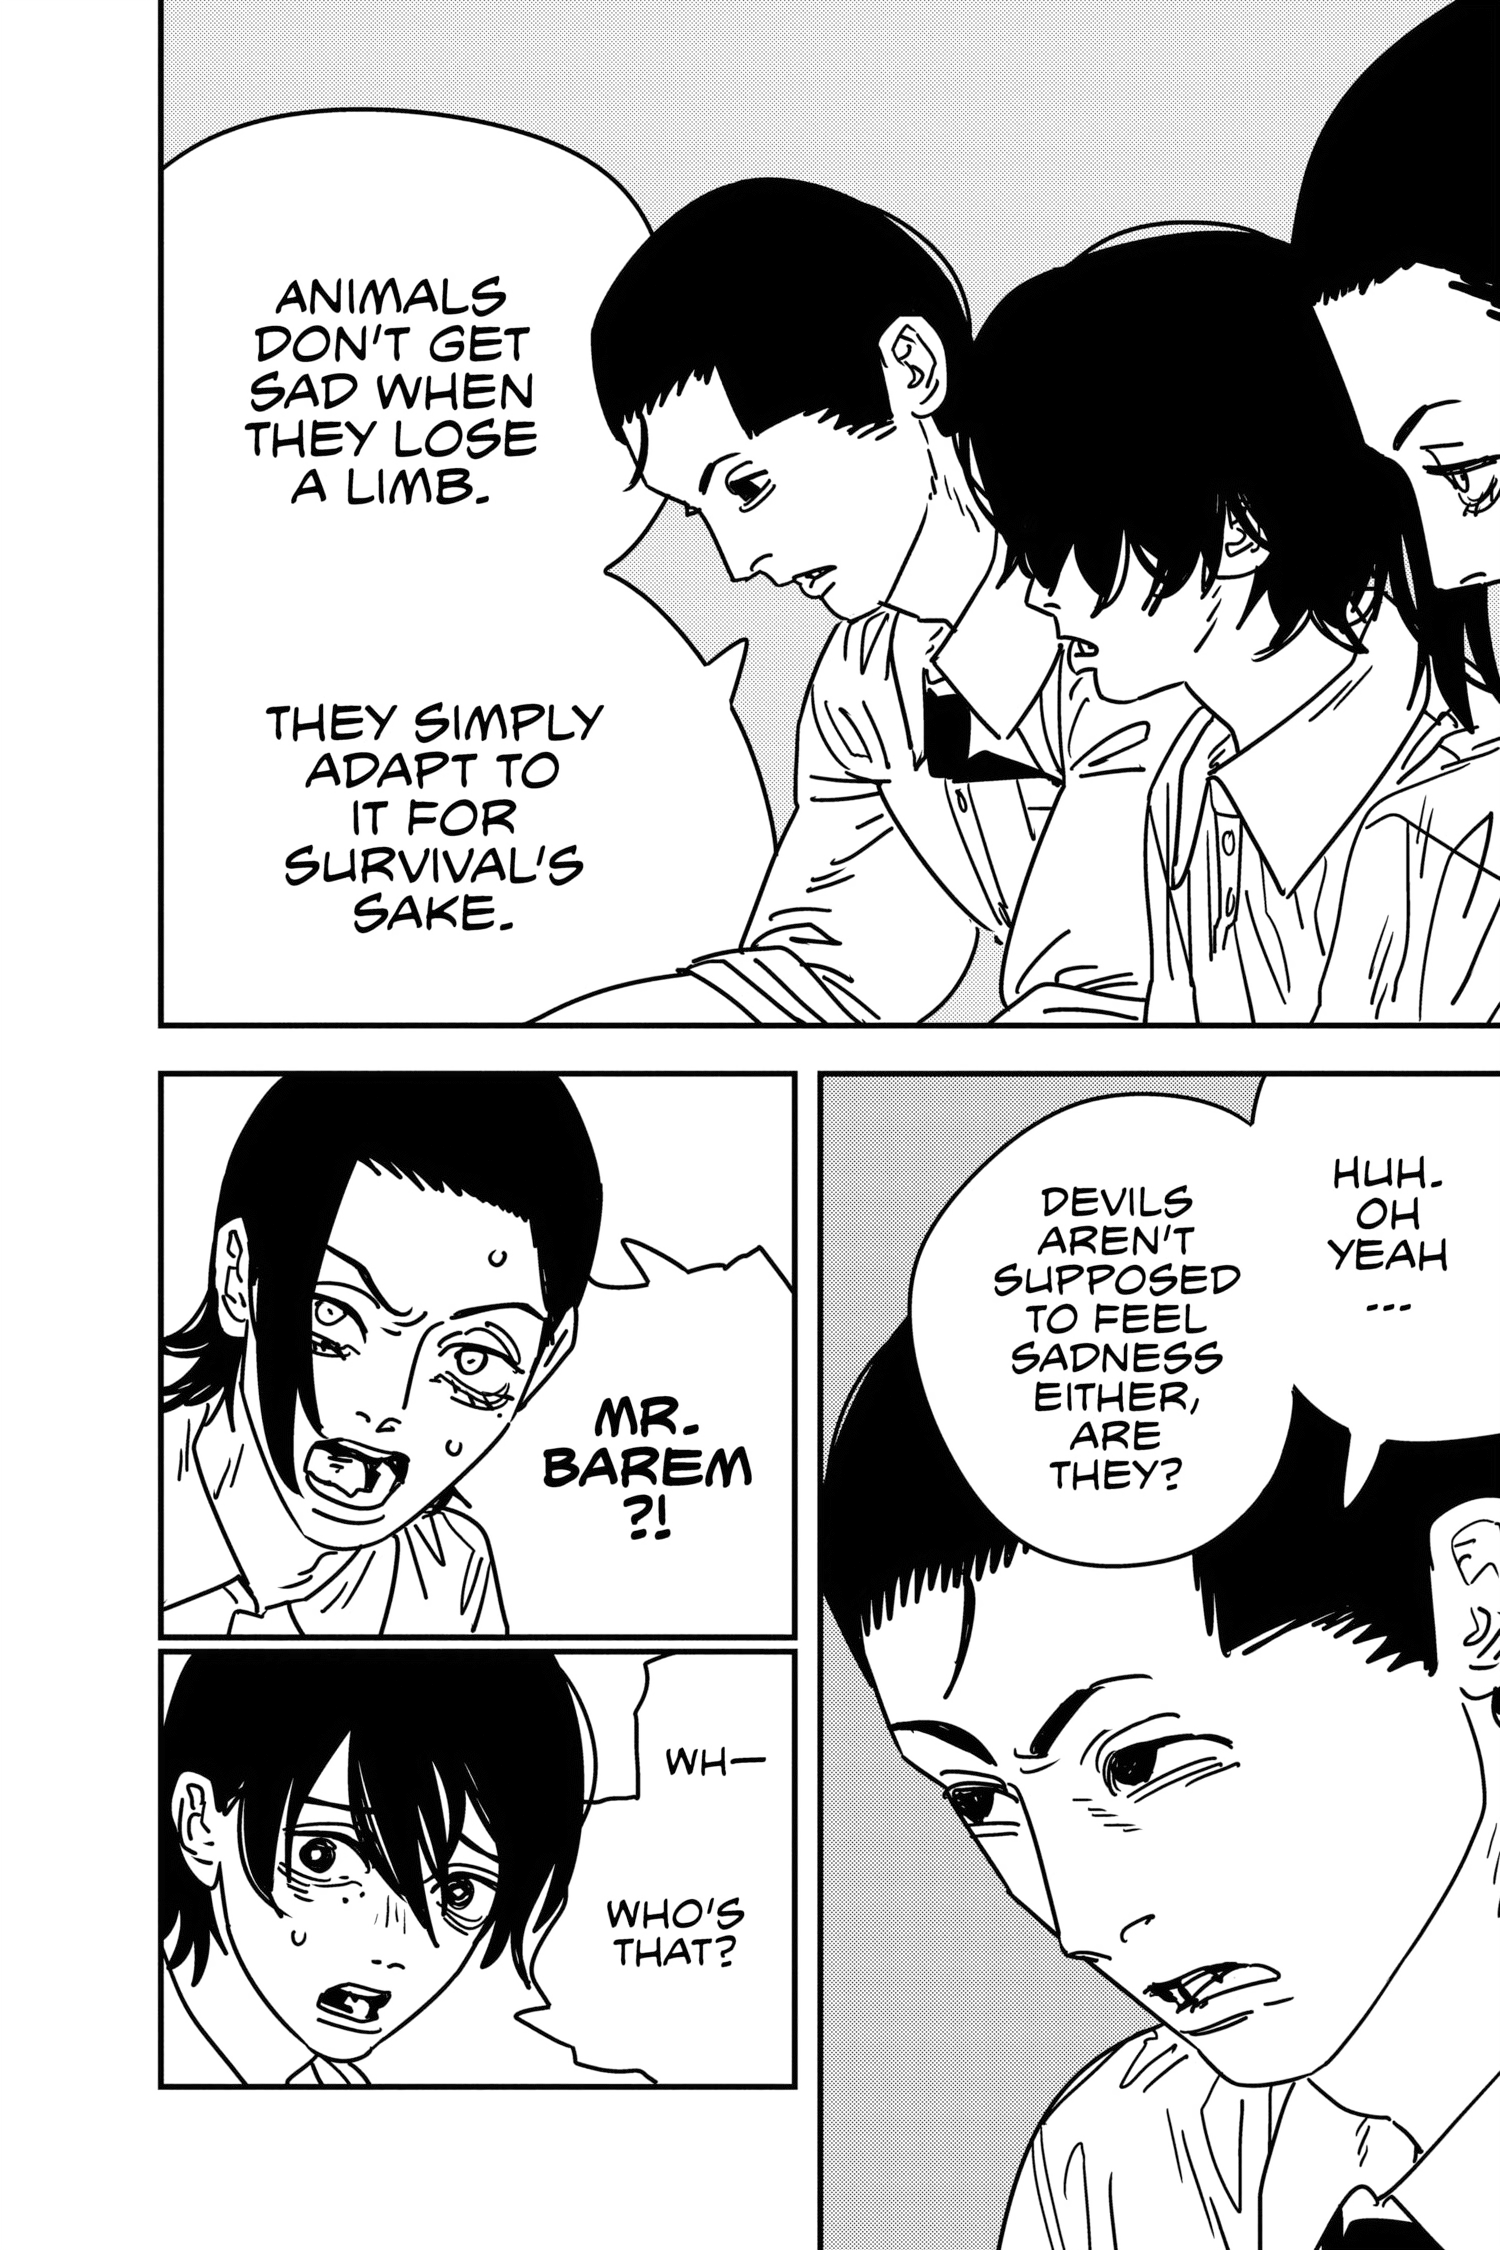 ANIMALS
DON'T GET
SAD WHEN
THEY LOSE
A LIMB.
THEY SIMPLY
ADAPT TO
IT FOR
SURVIVAL'S
SAKE.
HUH.
OH
YEAH
...
DEVILS
AREN'T
SUPPOSED
TO FEEL
SADNESS
EITHER,
ARE
THEY?
MR.
BAREM
?!
WH—
WHO'S
THAT?